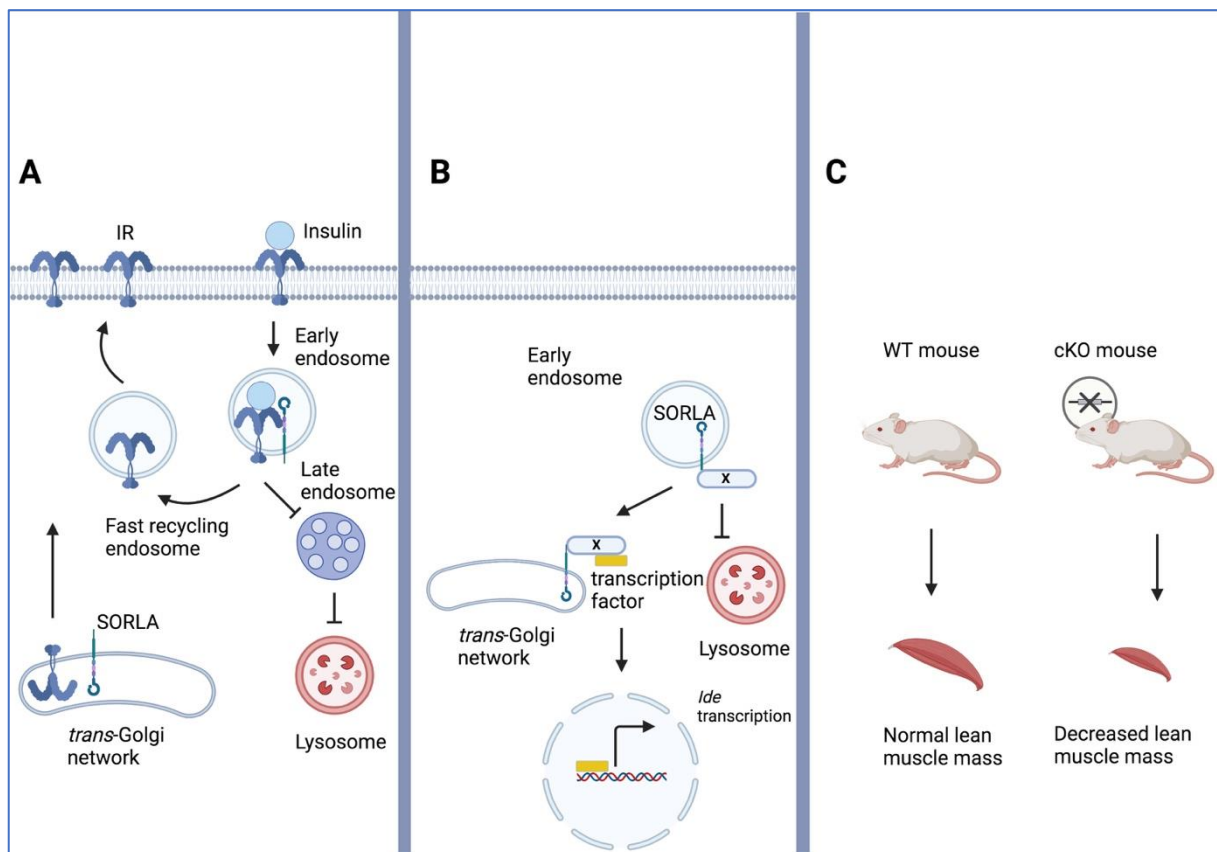 A
IR
Insulin
Early
endosome
Late
endosome
Fast recycling
endosome
SORLA
trans-Golgi
network
Lysosome
B
Early
endosome
SORLA
X
X
transcription
factor
trans-Golgi
network
Lysosome
Ide
transcription
C
WT mouse
cKO mouse
Normal lean
muscle mass
Decreased lean
muscle mass